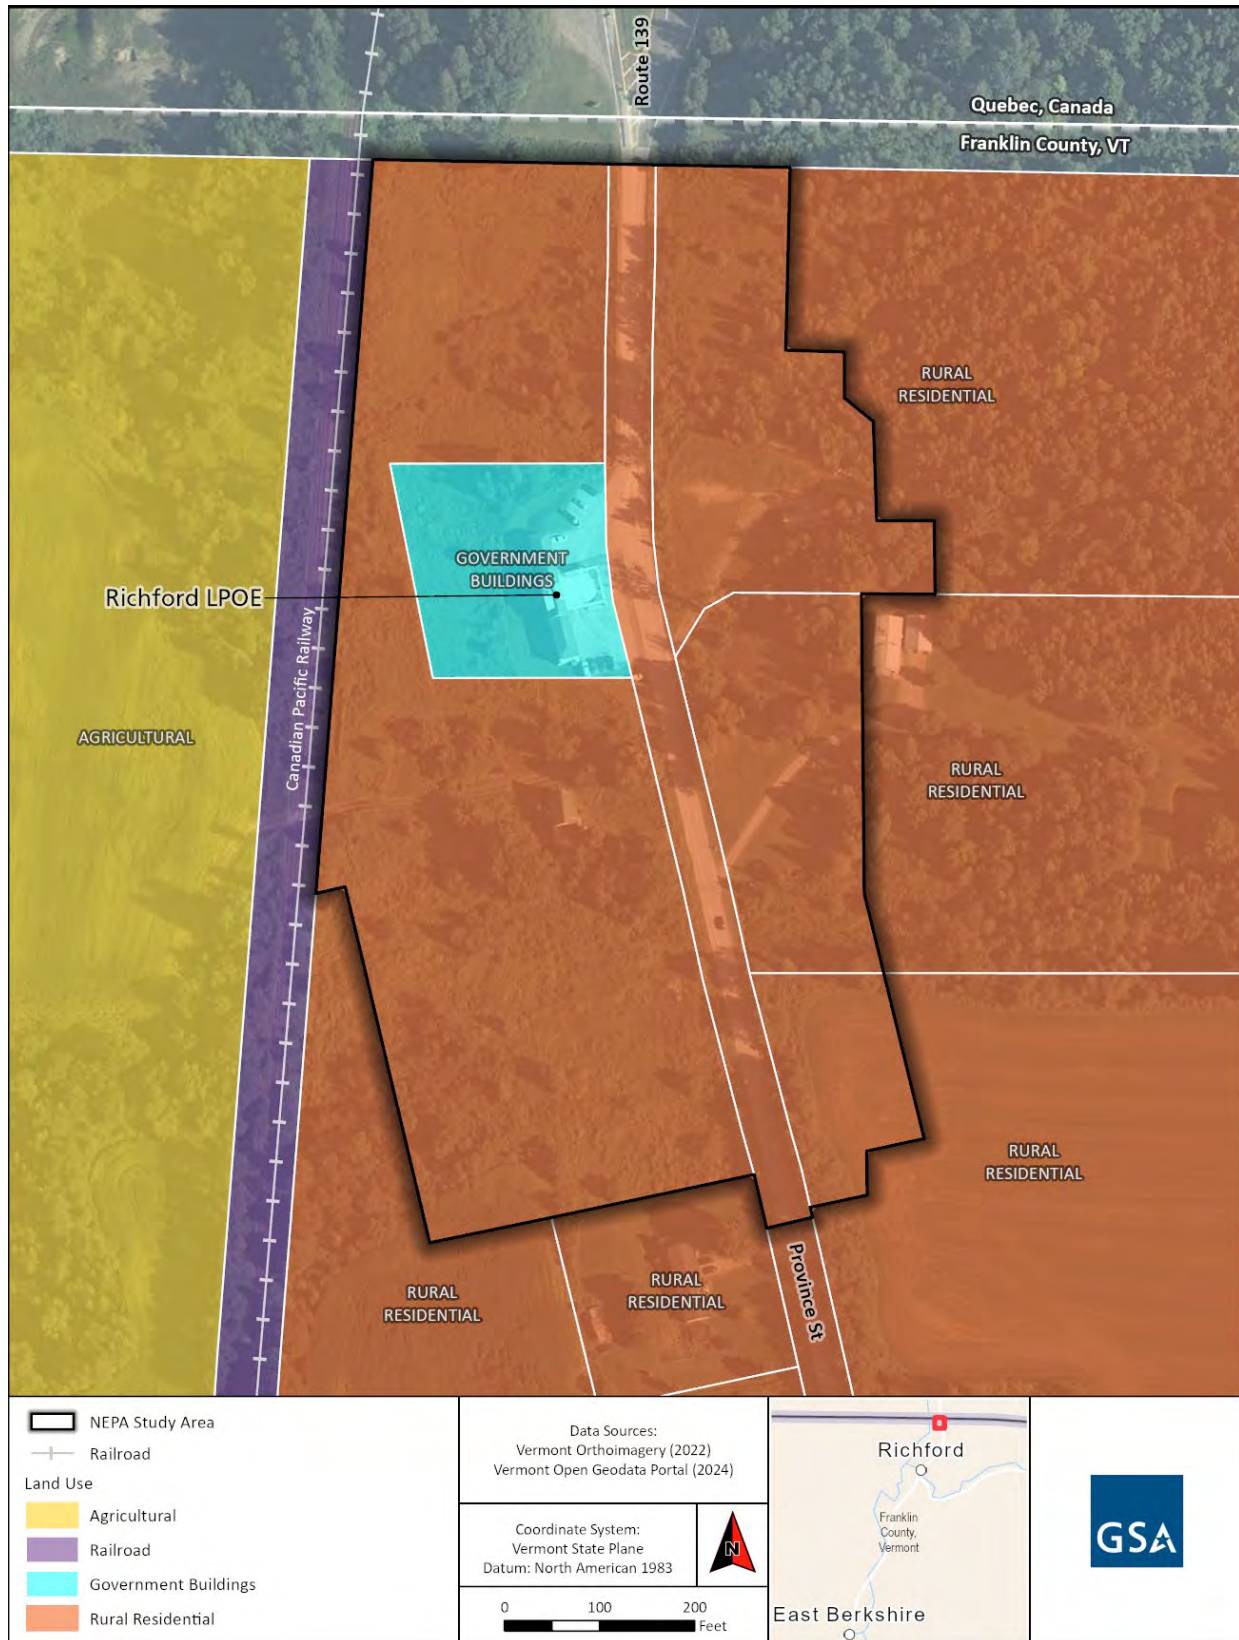 Route 139
Quebec, Canada
Franklin County, VT
RURAL
RESIDENTIAL
GOVERNMENT
BUILDINGS
Richford LPOE
Canadian Pacific Railway
AGRICULTURAL
RURAL
RESIDENTIAL
RURAL
RESIDENTIAL
RURAL
RESIDENTIAL
RURAL
RESIDENTIAL
Province St
NEPA Study Area
Railroad
Land Use
Agricultural
Railroad
Government Buildings
Rural Residential
Data Sources:
Vermont Orthoimagery (2022)
Vermont Open Geodata Portal (2024)
Coordinate System:
Vermont State Plane
Datum: North American 1983
N
0 100 200
Feet
Richford
Franklin
County,
Vermont
East Berkshire
GSA